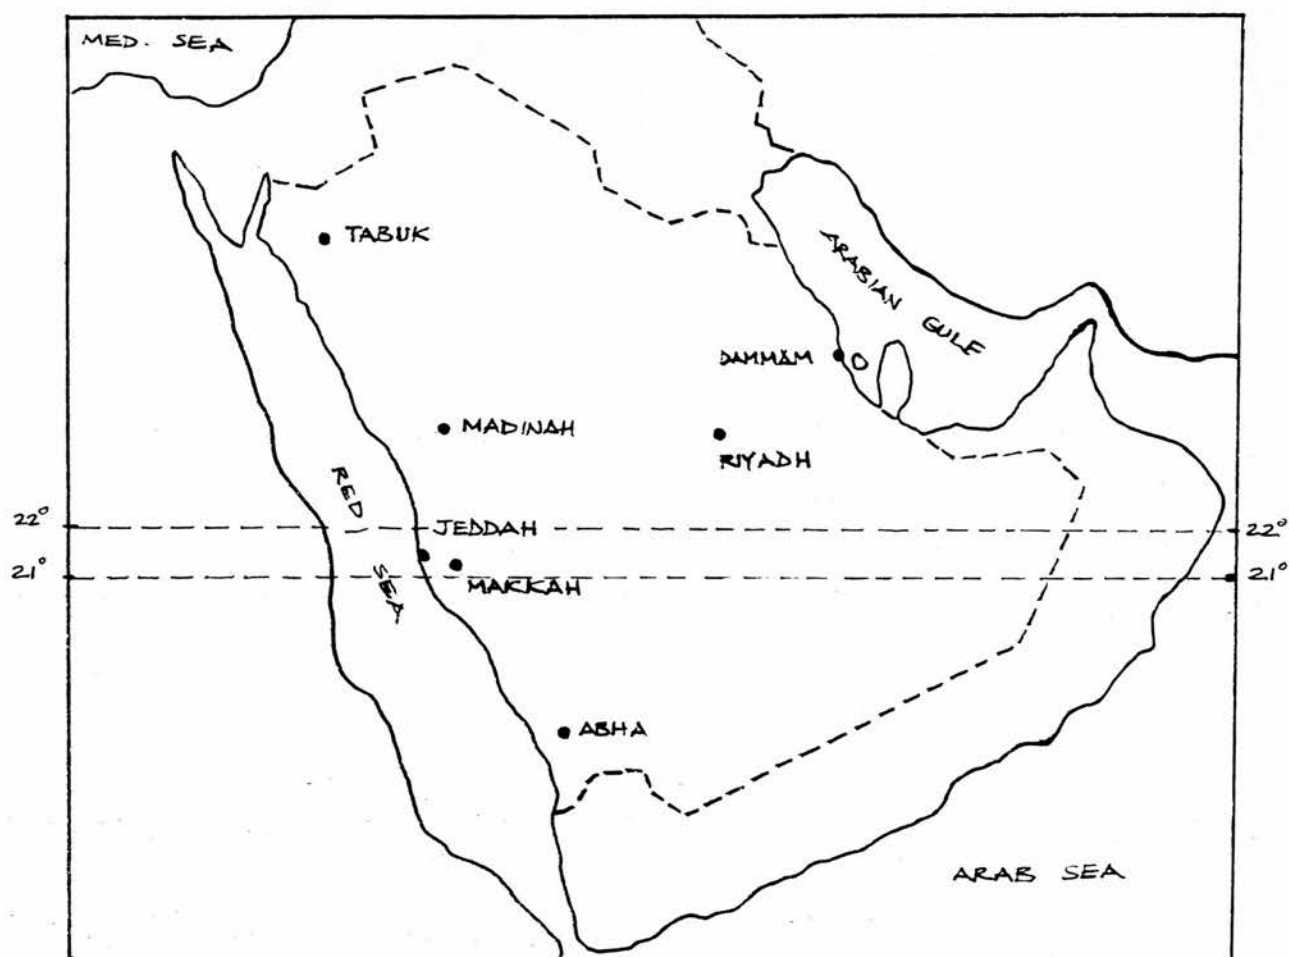 MED. SEA
TABUK
ARABIAN GULF
DAMMAM
MADINAH
RIYADH
RED SEA
22°
JEDDAH
22°
21°
MAKKAH
21°
ABHA
ARAB SEA